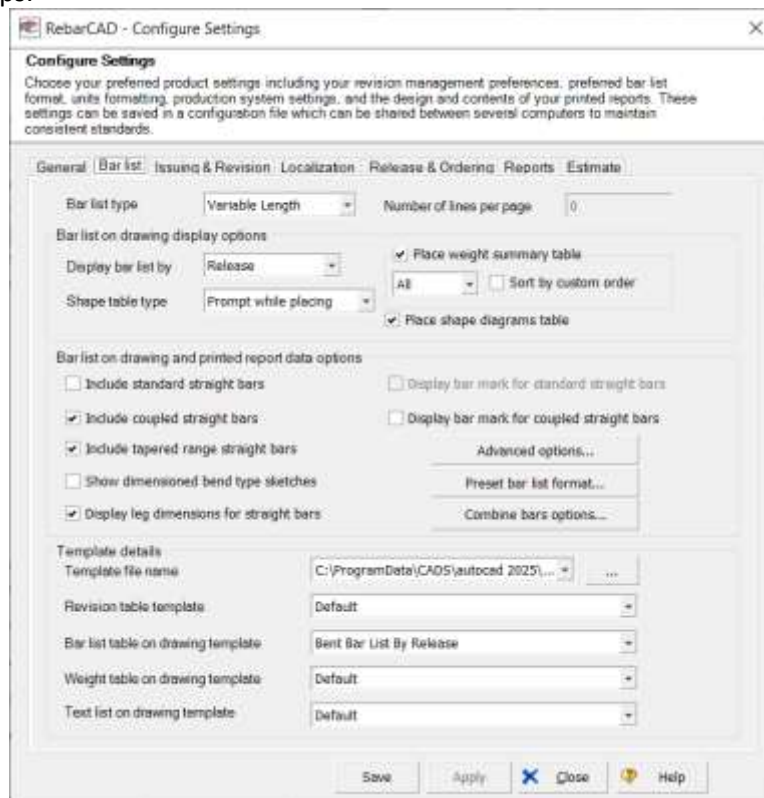 RebarCAD - Configure Settings
Configure Settings
Choose your preferred product settings including your revision management preferences, preferred bar list
format, units formatting, production system settings, and the design and contents of your printed reports. These
settings can be saved in a configuration file which can be shared between several computers to maintain
consistent standards.
General Bar list Issuing & Revision Localization Release & Ordering Reports Estimate
Bar list type Variable Length Number of lines per page 0
Bar list on drawing display options
Place weight summary table
Display bar list by Release
All Sort by custom order
Shape table type Prompt while placing
Place shape diagrams table
Bar list on drawing and printed report data options
Include standard straight bars Display bar mark for standard straight bars
Include coupled straight bars Display bar mark for coupled straight bars
Include tapered range straight bars Advanced options...
Show dimensioned bend type sketches Preset bar list format...
Display leg dimensions for straight bars Combine bars options...
Template details
Template file name C:\ProgramData\CADS\autocad 2025\... ...
Revision table template Default
Bar list table on drawing template Bent Bar List By Release
Weight table on drawing template Default
Text list on drawing template Default
Save Apply Close Help